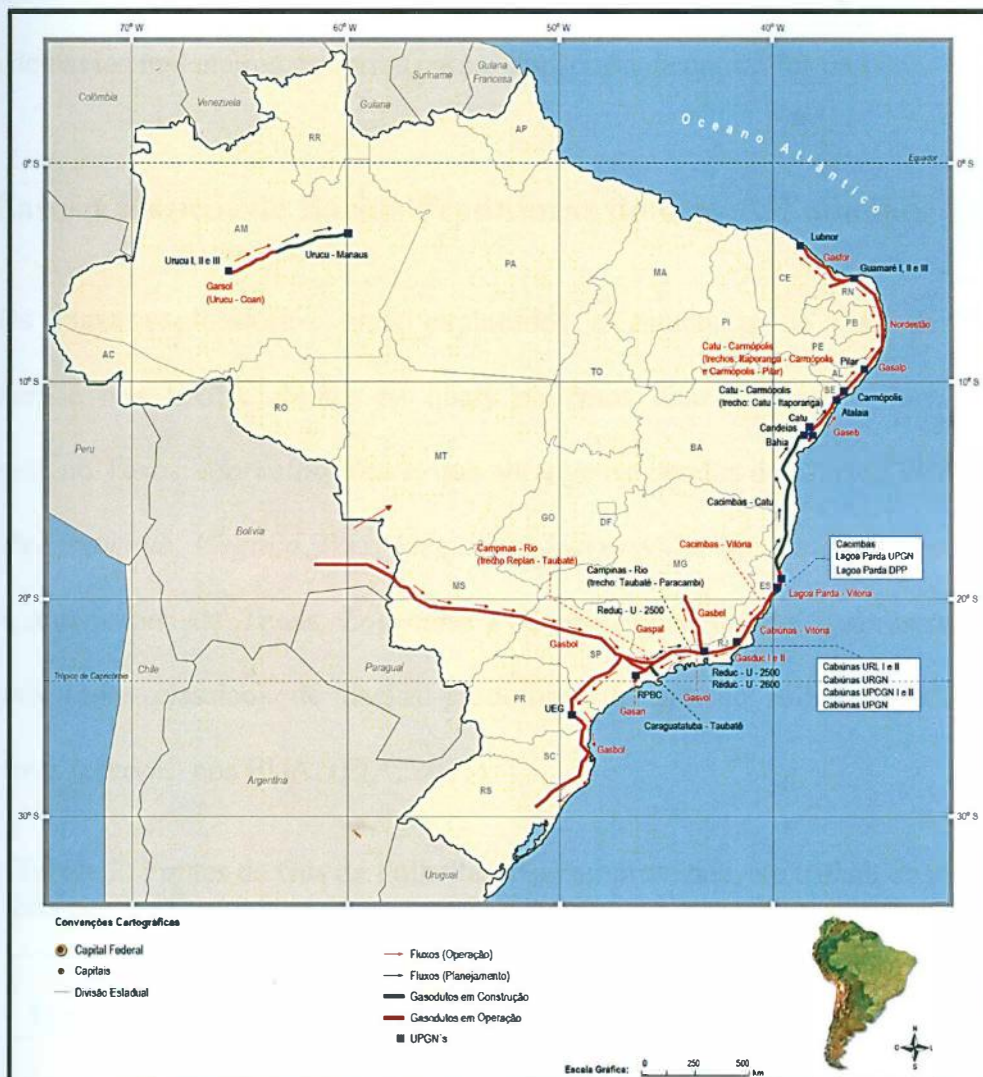 70° W
60° W
50° W
40° W
Colômbia
Venezuela
Guiana
Suriname
Guiana
Francesa
RR
AP
Oceano Atlântico
Equador
0° S
0° S
AM
Urucu I, II e III
Urucu - Manaus
Garsol
(Urucu - Coari)
PA
MA
CE
Lubnor
Gasfor
Guamaré I, II e III
RN
PB
Nordestão
PI
PE
Catu - Carmópolis
(trechos: Itaporanga - Carmópolis
e Carmópolis - Pilar)
Pilar
AL
Gasalp
SE
AC
TO
10° S
10° S
Catu - Carmópolis
(trecho: Catu - Itaporanga)
Carmópolis
Atalaia
RO
Catu
Candeias
Bahia
Gaseb
BA
MT
Peru
Bolívia
GO
DF
Cacimbas - Catu
Campinas - Rio
(trecho Replan - Taubaté)
Cacimbas - Vitória
Cacimbas
Lagoa Parda UPGN
Lagoa Parda DPP
MG
Campinas - Rio
(trecho: Taubaté - Paracambi)
ES
MS
20° S
20° S
Lagoa Parda - Vitória
Reduc - U - 2500
Gasbel
Gasbol
Gaspal
Cabiúnas - Vitória
SP
RJ
Gasduc I e II
Chile
Paraguai
Trópico de Capricórnio
Reduc - U - 2500
Reduc - U - 2600
Cabiúnas URL I e II
Cabiúnas URGN
Cabiúnas UPCGN I e II
Cabiúnas UPGN
PR
RPBC
UEG
Gasan
Gasvol
Caraguatatuba - Taubaté
Gasbol
SC
Argentina
RS
30° S
30° S
Uruguai
Convenções Cartográficas
Capital Federal
Capitais
Divisão Estadual
Fluxos (Operação)
Fluxos (Planejamento)
Gasodutos em Construção
Gasodutos em Operação
UPGN´s
N
O
L
S
Escala Gráfica:
0
250
500
km